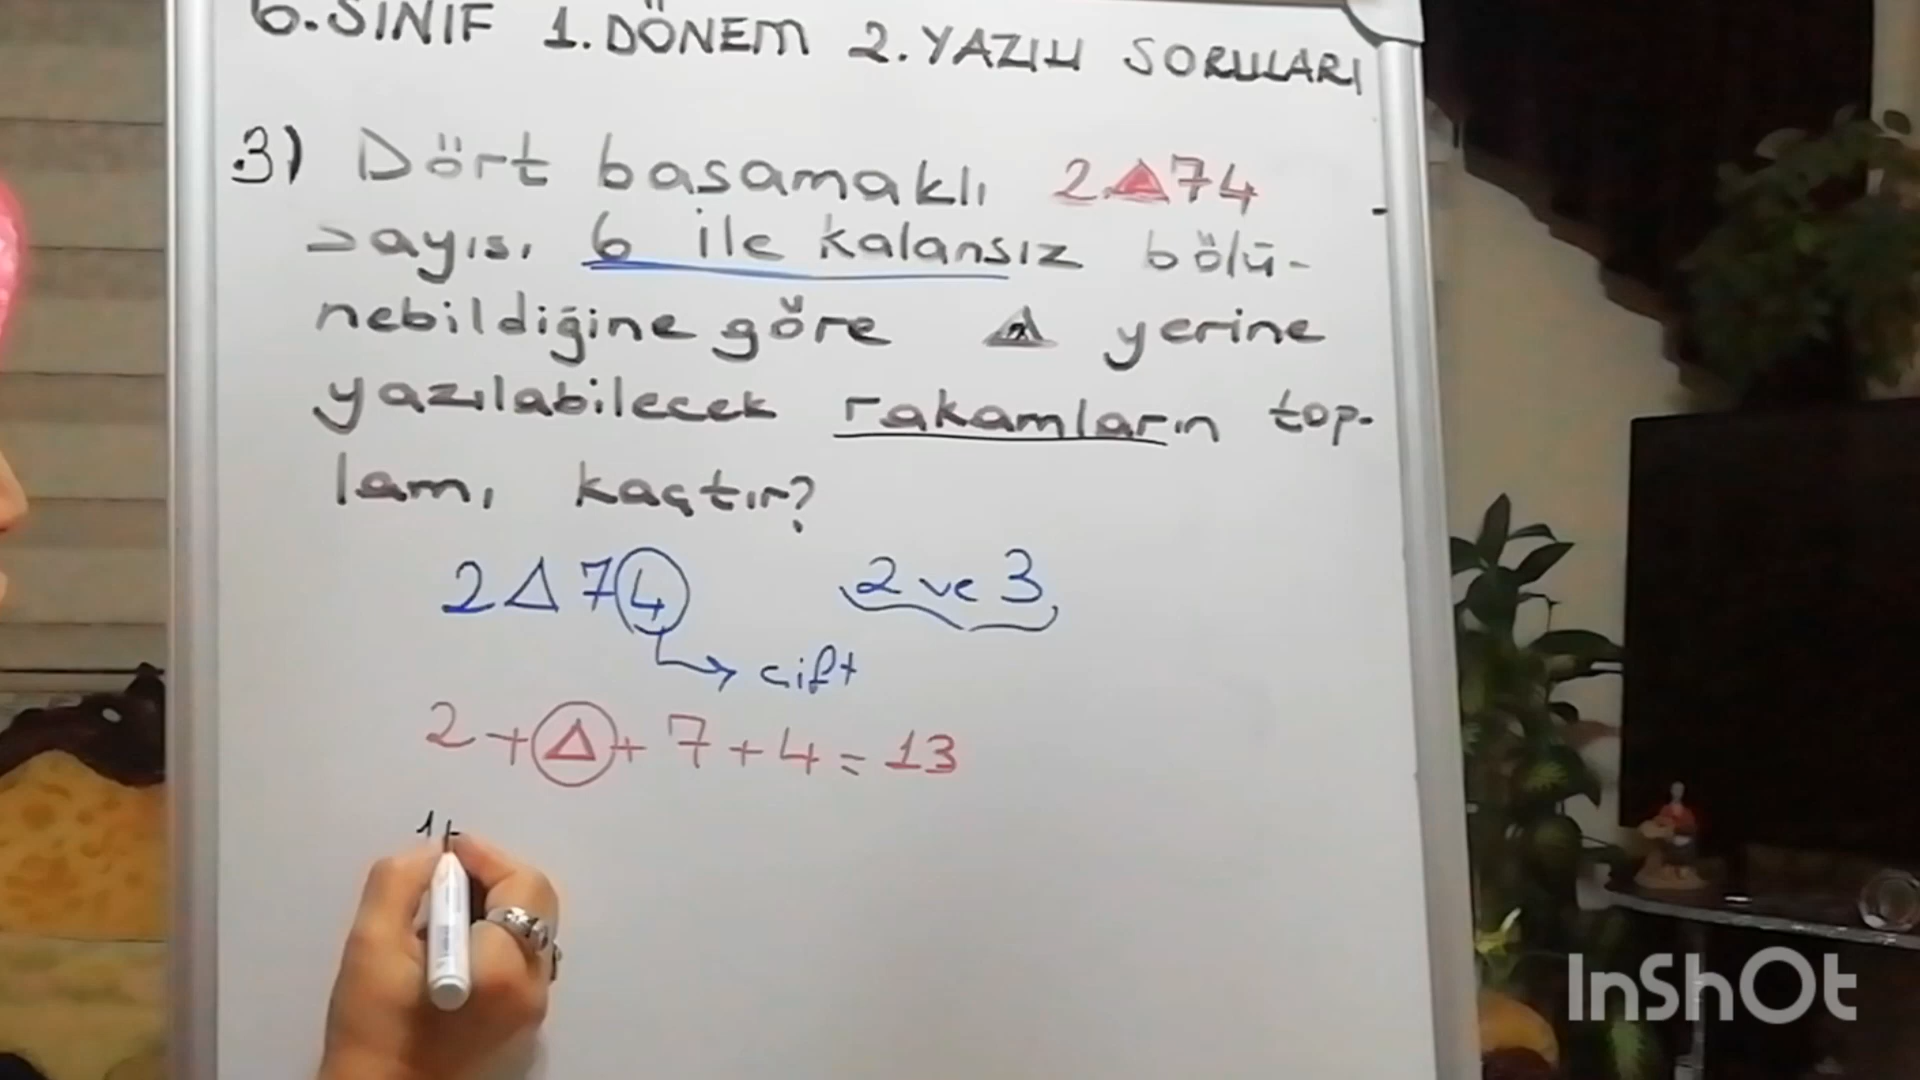 6.SINIF 1.DÖNEM 2.YAZILI SORULARI
3) Dört basamaklı 2△74
sayısı 6 ile kalansız bölü-
nebildiğine göre △ yerine
yazılabilecek rakamların top-
lamı kaçtır?
2△74 2 ve 3
→ çift
2+△+7+4=13
InShOt